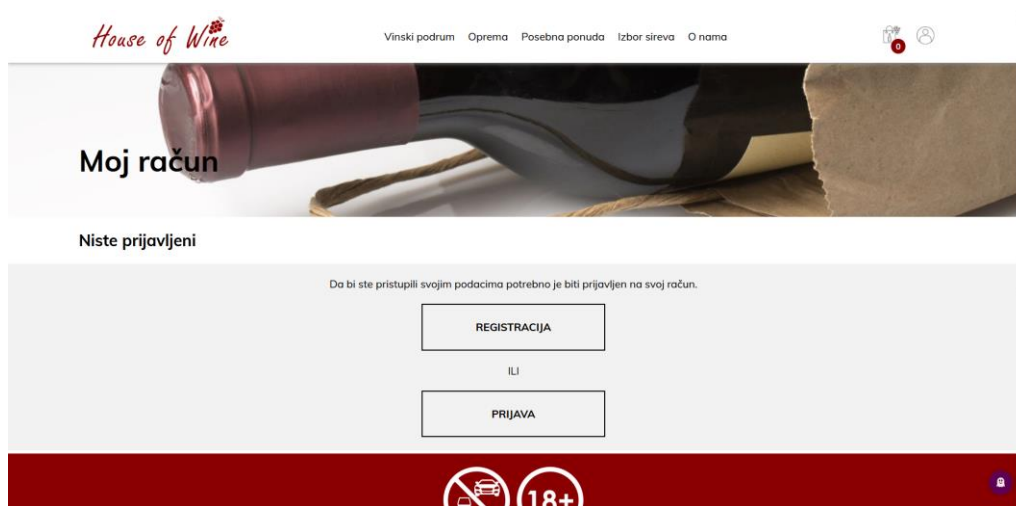 House of Wine
Vinski podrum Oprema Posebna ponuda Izbor sireva O nama
0
Moj račun
Niste prijavljeni
Da bi ste pristupili svojim podacima potrebno je biti prijavljen na svoj račun.
REGISTRACIJA
ILI
PRIJAVA
18+